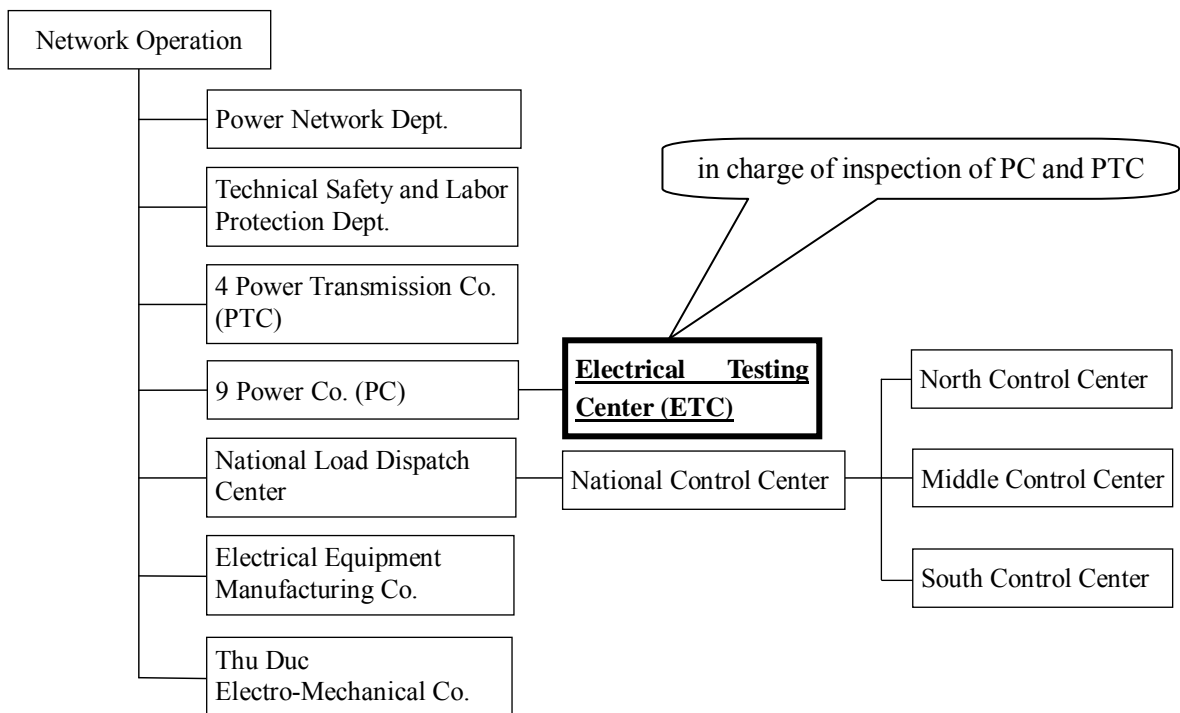 Network Operation
Power Network Dept.
Technical Safety and Labor
Protection Dept.
4 Power Transmission Co.
(PTC)
9 Power Co. (PC)
National Load Dispatch
Center
Electrical Equipment
Manufacturing Co.
Thu Duc
Electro-Mechanical Co.
in charge of inspection of PC and PTC
Electrical Testing
Center (ETC)
National Control Center
North Control Center
Middle Control Center
South Control Center